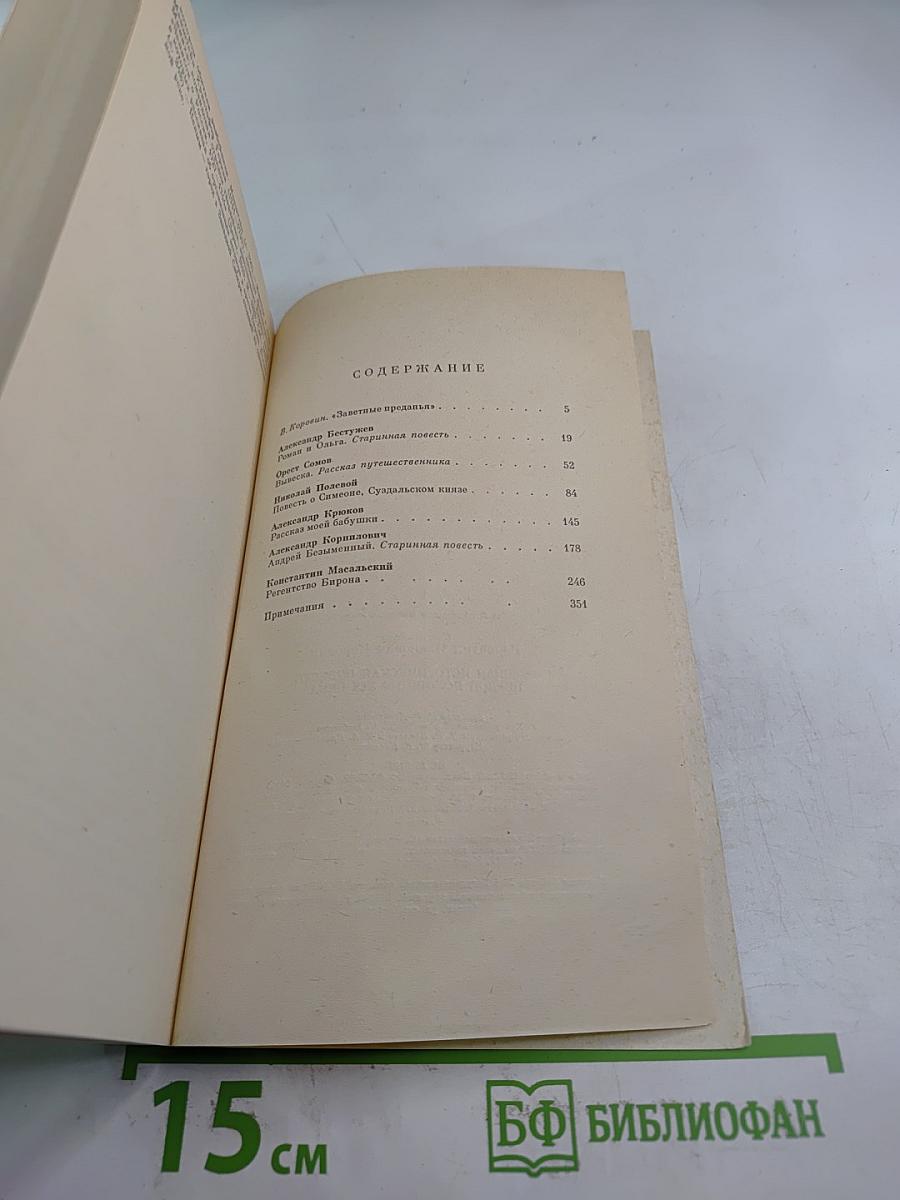 СОДЕРЖАНИЕ
В. Коровин. «Заветные преданья» . . . . . . . . 5
Александр Бестужев
Роман и Ольга. Старинная повесть . . . . . . . 19
Орест Сомов
Вывеска. Рассказ путешественника . . . . . . . 52
Николай Полевой
Повесть о Симеоне, Суздальском князе . . . . . . 84
Александр Крюков
Рассказ моей бабушки . . . . . . . . . . . . 145
Александр Корнилович
Андрей Безыменный. Старинная повесть . . . . . 178
Константин Масальский
Регентство Бирона . . . . . . . . 246
Примечания . . . . . . . . . . 351
15 см
БФ БИБЛИОФАН